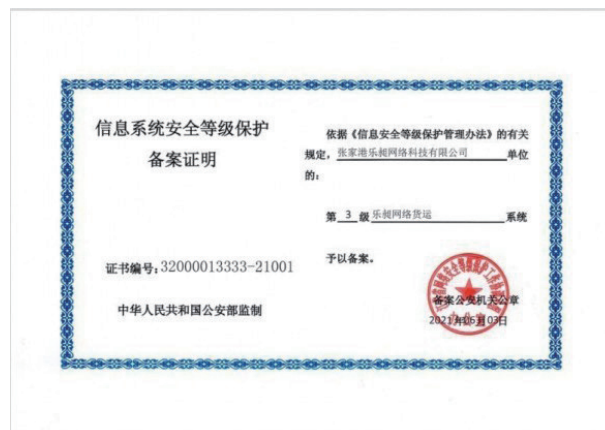 信息系统安全等级保护
备案证明
证书编号:32000013333-21001
中华人民共和国公安部监制
依据《信息安全等级保护管理办法》的有关
规定，张家港乐昶网络科技有限公司 单位
的：
第 3 级乐昶网络货运 系统
予以备案。
备案公安机关公章
2021年06月03日